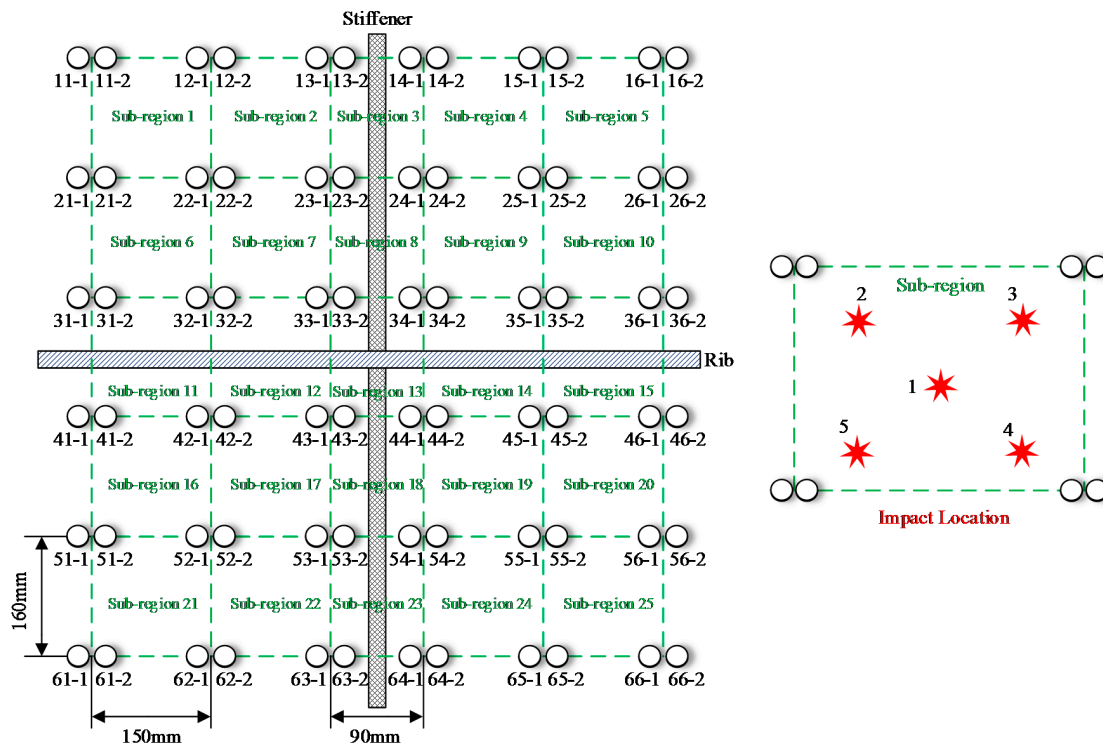 Stiffener
11-1 11-2 12-1 12-2 13-1 13-2 14-1 14-2 15-1 15-2 16-1 16-2
Sub-region 1 Sub-region 2 Sub-region 3 Sub-region 4 Sub-region 5
21-1 21-2 22-1 22-2 23-1 23-2 24-1 24-2 25-1 25-2 26-1 26-2
Sub-region 6 Sub-region 7 Sub-region 8 Sub-region 9 Sub-region 10
31-1 31-2 32-1 32-2 33-1 33-2 34-1 34-2 35-1 35-2 36-1 36-2
Rib
Sub-region 11 Sub-region 12 Sub-region 13 Sub-region 14 Sub-region 15
41-1 41-2 42-1 42-2 43-1 43-2 44-1 44-2 45-1 45-2 46-1 46-2
Sub-region 16 Sub-region 17 Sub-region 18 Sub-region 19 Sub-region 20
51-1 51-2 52-1 52-2 53-1 53-2 54-1 54-2 55-1 55-2 56-1 56-2
160mm
Sub-region 21 Sub-region 22 Sub-region 23 Sub-region 24 Sub-region 25
61-1 61-2 62-1 62-2 63-1 63-2 64-1 64-2 65-1 65-2 66-1 66-2
150mm 90mm
Sub-region
2 3
1
5 4
Impact Location